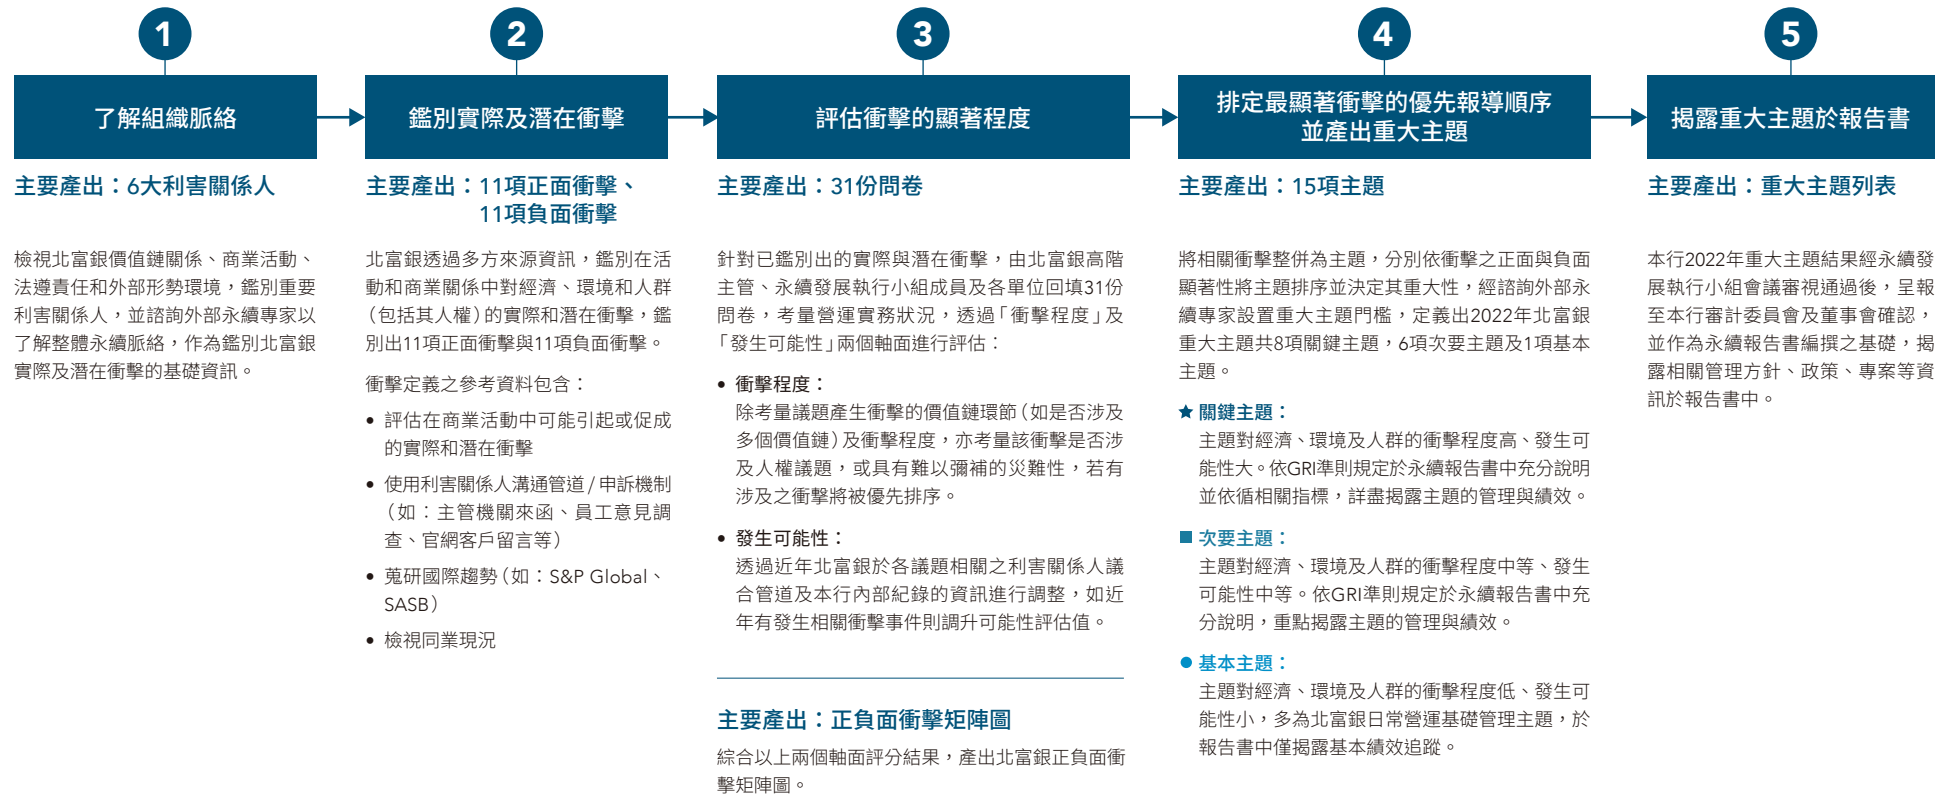 1
了解組織脈絡
主要產出：6大利害關係人
檢視北富銀價值鏈關係、商業活動、
法遵責任和外部形勢環境，鑑別重要
利害關係人，並諮詢外部永續專家以
了解整體永續脈絡，作為鑑別北富銀
實際及潛在衝擊的基礎資訊。
2
鑑別實際及潛在衝擊
主要產出：11項正面衝擊、
11項負面衝擊
北富銀透過多方來源資訊，鑑別在活
動和商業關係中對經濟、環境和人群
（包括其人權）的實際和潛在衝擊，鑑
別出11項正面衝擊與11項負面衝擊。
衝擊定義之參考資料包含：
• 評估在商業活動中可能引起或促成
的實際和潛在衝擊
• 使用利害關係人溝通管道/申訴機制
（如：主管機關來函、員工意見調
查、官網客戶留言等）
• 蒐研國際趨勢（如：S&P Global、
SASB）
• 檢視同業現況
3
評估衝擊的顯著程度
主要產出：31份問卷
針對已鑑別出的實際與潛在衝擊，由北富銀高階
主管、永續發展執行小組成員及各單位回填31份
問卷，考量營運實務狀況，透過「衝擊程度」及
「發生可能性」兩個軸面進行評估：
• 衝擊程度：
除考量議題產生衝擊的價值鏈環節（如是否涉及
多個價值鏈）及衝擊程度，亦考量該衝擊是否涉
及人權議題，或具有難以彌補的災難性，若有
涉及之衝擊將被優先排序。
• 發生可能性：
透過近年北富銀於各議題相關之利害關係人議
合管道及本行內部紀錄的資訊進行調整，如近
年有發生相關衝擊事件則調升可能性評估值。
主要產出：正負面衝擊矩陣圖
綜合以上兩個軸面評分結果，產出北富銀正負面衝
擊矩陣圖。
4
排定最顯著衝擊的優先報導順序
並產出重大主題
主要產出：15項主題
將相關衝擊整併為主題，分別依衝擊之正面與負面
顯著性將主題排序並決定其重大性，經諮詢外部永
續專家設置重大主題門檻，定義出2022年北富銀
重大主題共8項關鍵主題，6項次要主題及1項基本
主題。
★ 關鍵主題：
主題對經濟、環境及人群的衝擊程度高、發生可
能性大。依GRI準則規定於永續報告書中充分說明
並依循相關指標，詳盡揭露主題的管理與績效。
■ 次要主題：
主題對經濟、環境及人群的衝擊程度中等、發生
可能性中等。依GRI準則規定於永續報告書中充
分說明，重點揭露主題的管理與績效。
● 基本主題：
主題對經濟、環境及人群的衝擊程度低、發生可
能性小，多為北富銀日常營運基礎管理主題，於
報告書中僅揭露基本績效追蹤。
5
揭露重大主題於報告書
主要產出：重大主題列表
本行2022年重大主題結果經永續發
展執行小組會議審視通過後，呈報
至本行審計委員會及董事會確認，
並作為永續報告書編撰之基礎，揭
露相關管理方針、政策、專案等資
訊於報告書中。